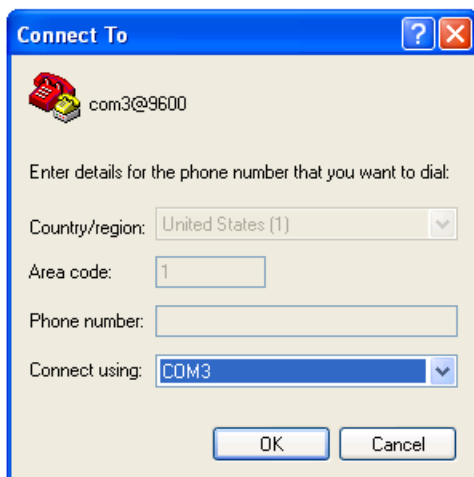 Connect To
com3@9600
Enter details for the phone number that you want to dial:
Country/region: United States (1)
Area code: 1
Phone number:
Connect using: COM3
OK Cancel